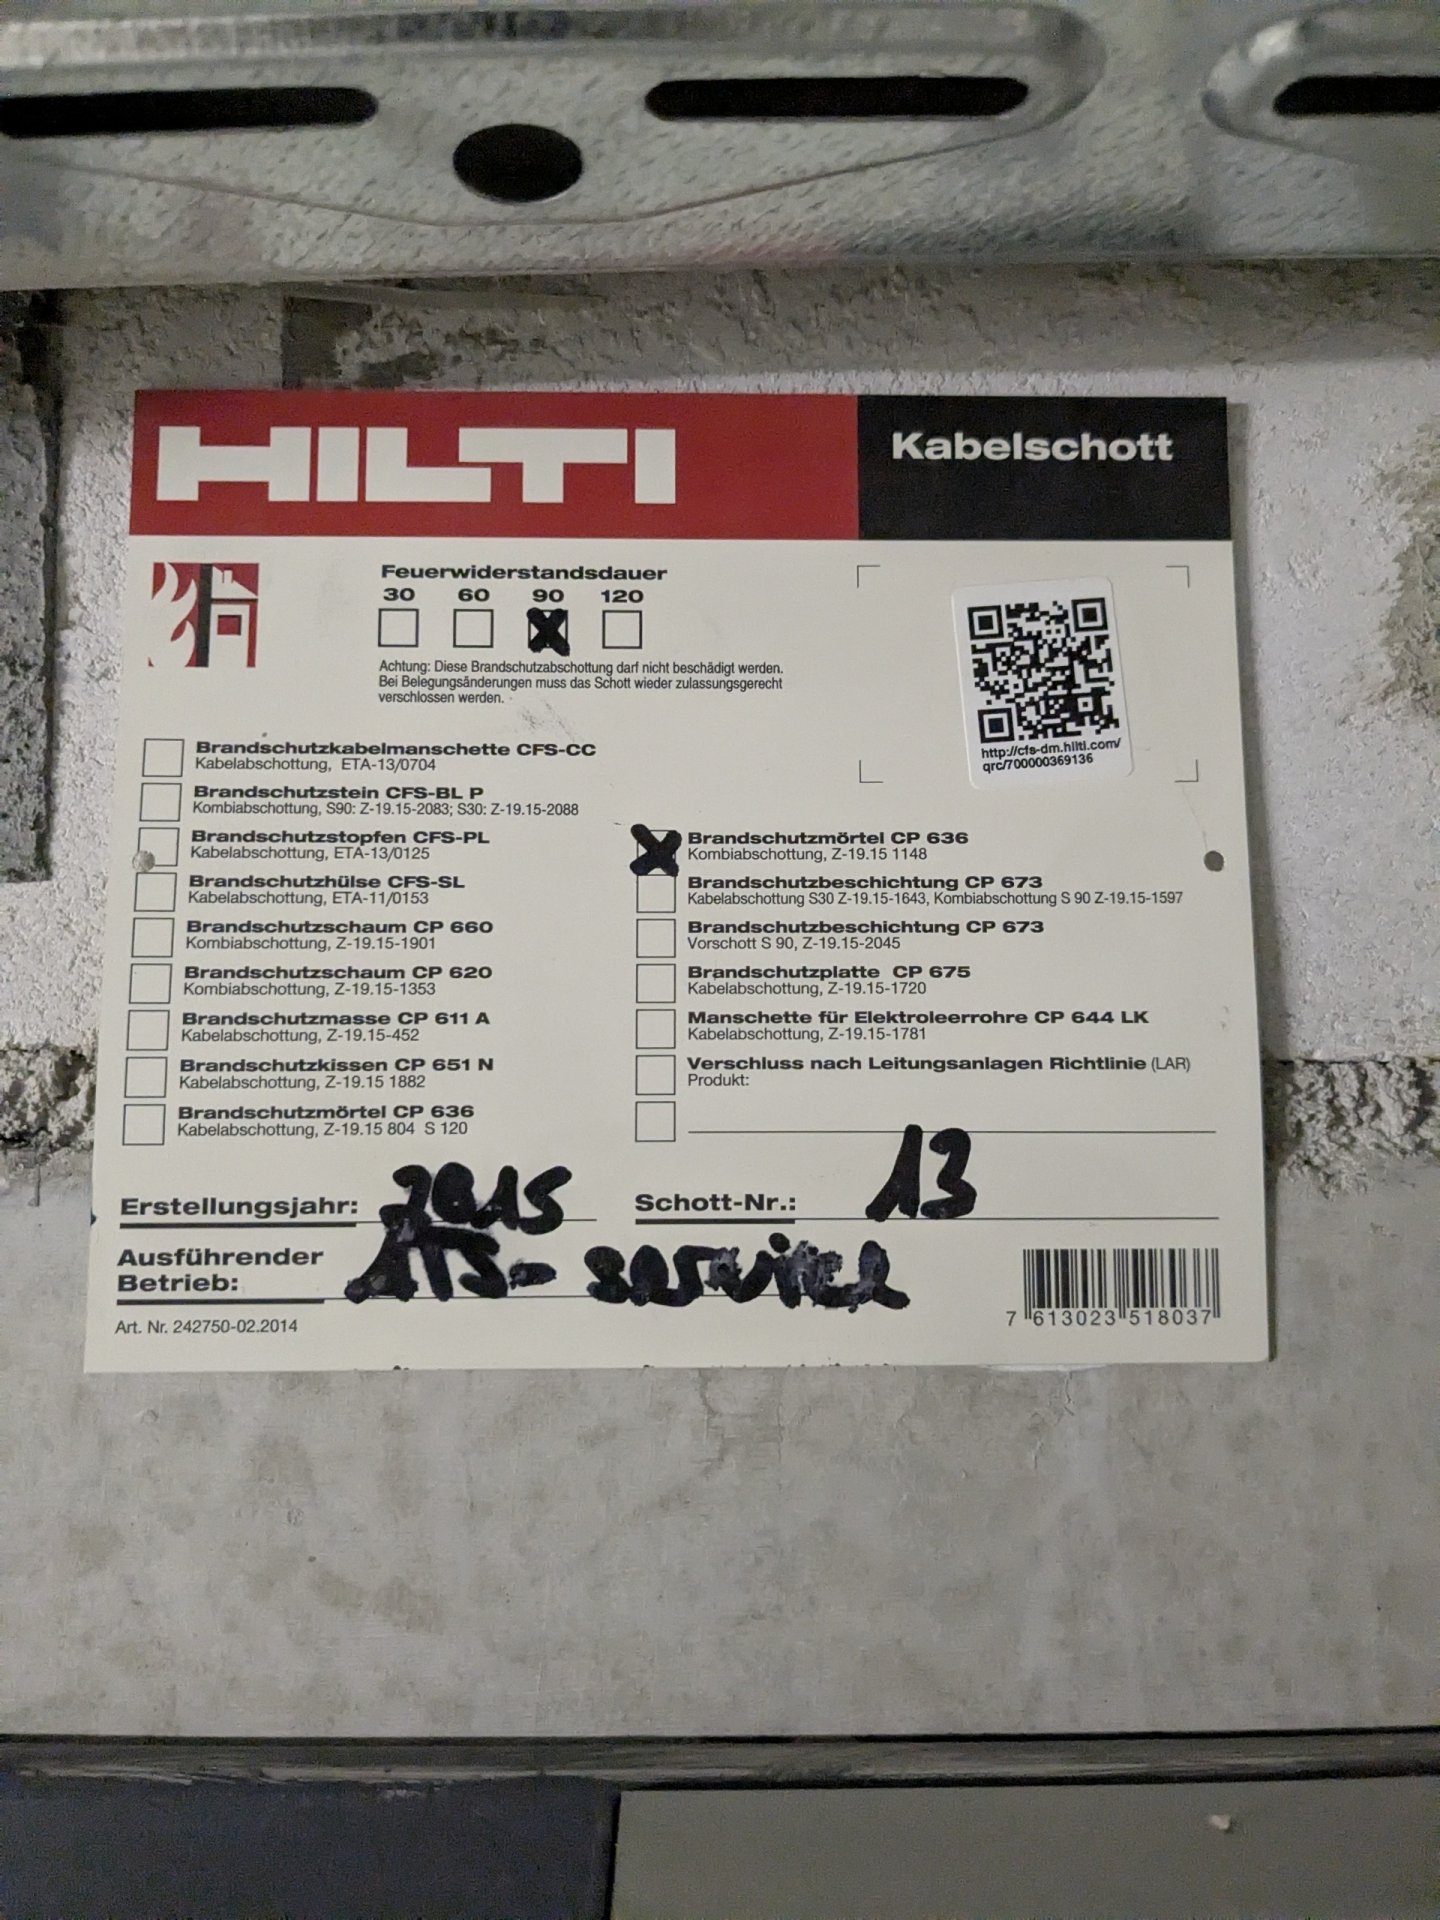 HILTI
Kabelschott
Feuerwiderstandsdauer
30 60 90 120
Achtung: Diese Brandschutzabschottung darf nicht beschädigt werden.
Bei Belegungsänderungen muss das Schott wieder zulassungsgerecht
verschlossen werden.
http://cfs-dm.hilti.com/
qrc/700000369136
Brandschutzkabelmanschette CFS-CC
Kabelabschottung, ETA-13/0704
Brandschutzstein CFS-BL P
Kombiabschottung, S90: Z-19.15-2083; S30: Z-19.15-2088
Brandschutzstopfen CFS-PL
Kabelabschottung, ETA-13/0125
Brandschutzhülse CFS-SL
Kabelabschottung, ETA-11/0153
Brandschutzschaum CP 660
Kombiabschottung, Z-19.15-1901
Brandschutzschaum CP 620
Kombiabschottung, Z-19.15-1353
Brandschutzmasse CP 611 A
Kabelabschottung, Z-19.15-452
Brandschutzkissen CP 651 N
Kabelabschottung, Z-19.15 1882
Brandschutzmörtel CP 636
Kabelabschottung, Z-19.15 804 S 120
Brandschutzmörtel CP 636
Kombiabschottung, Z-19.15 1148
Brandschutzbeschichtung CP 673
Kabelabschottung S30 Z-19.15-1643, Kombiabschottung S 90 Z-19.15-1597
Brandschutzbeschichtung CP 673
Vorschott S 90, Z-19.15-2045
Brandschutzplatte CP 675
Kabelabschottung, Z-19.15-1720
Manschette für Elektroleerrohre CP 644 LK
Kabelabschottung, Z-19.15-1781
Verschluss nach Leitungsanlagen Richtlinie (LAR)
Produkt:
Erstellungsjahr: 2015
Schott-Nr.: 13
Ausführender
Betrieb: ATS-service
Art. Nr. 242750-02.2014
7 613023 518037